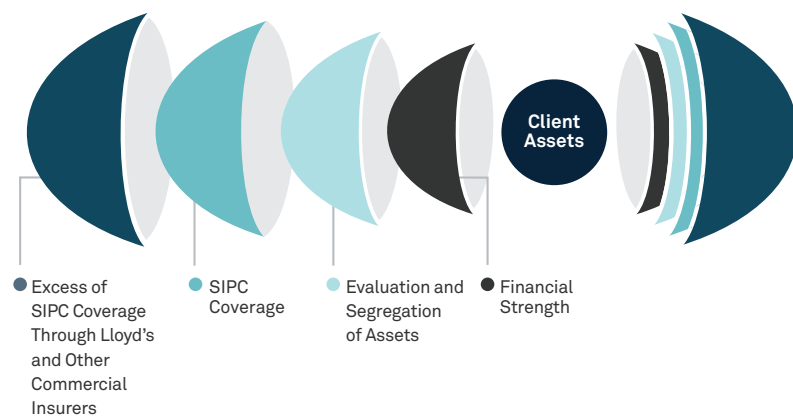 Client
Assets
Excess of
SIPC Coverage
Through Lloyd's
and Other
Commercial
Insurers
SIPC
Coverage
Evaluation and
Segregation
of Assets
Financial
Strength